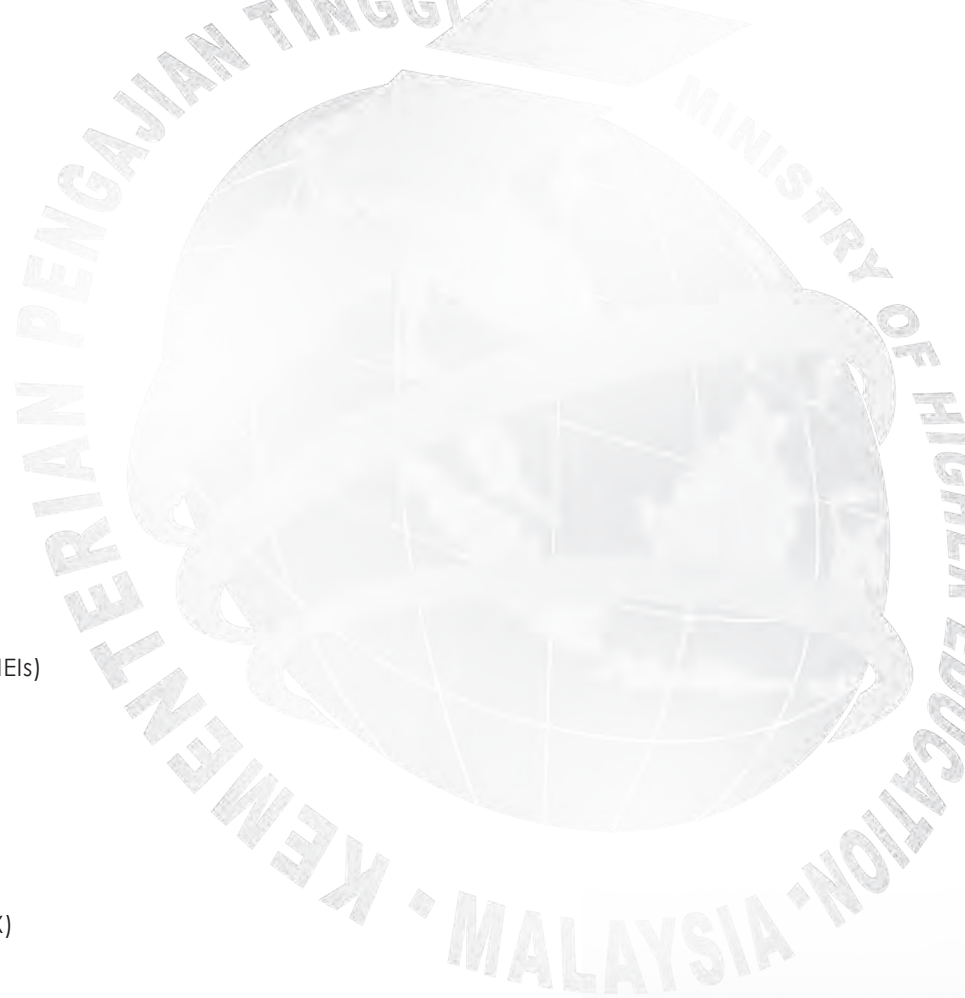 KEMENTERIAN PENGAJIAN TINGGI
MINISTRY OF HIGHER EDUCATION
• MALAYSIA •
EIs)